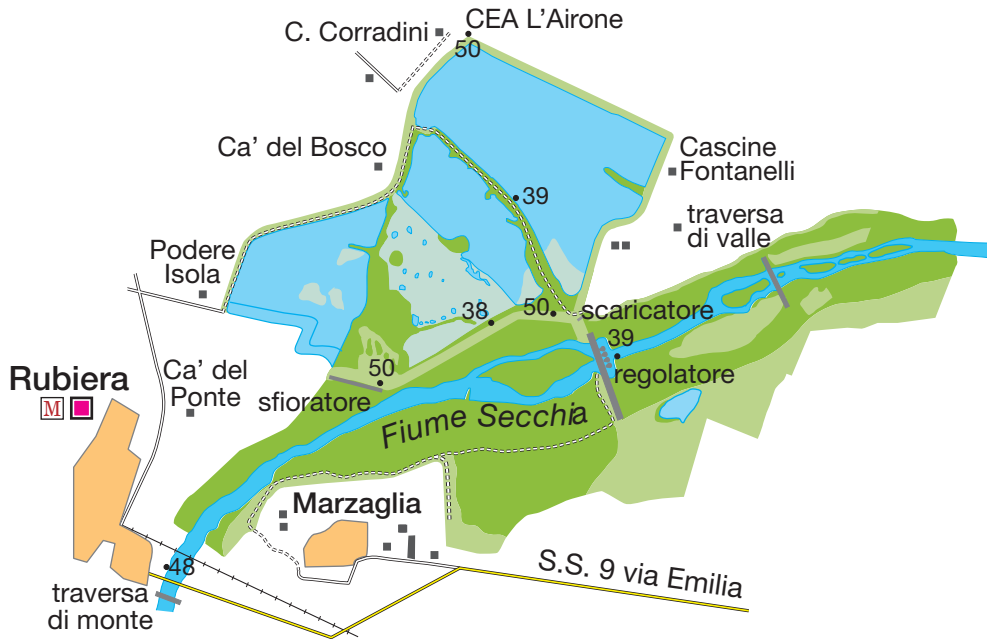 CEA L'Airone
C. Corradini
50
Ca' del Bosco
Cascine
Fontanelli
39
traversa
di valle
Podere
Isola
38
50
scaricatore
39
regolatore
50
sfioratore
Ca' del
Ponte
Rubiera
M
Fiume Secchia
Marzaglia
48
S.S. 9 via Emilia
traversa
di monte